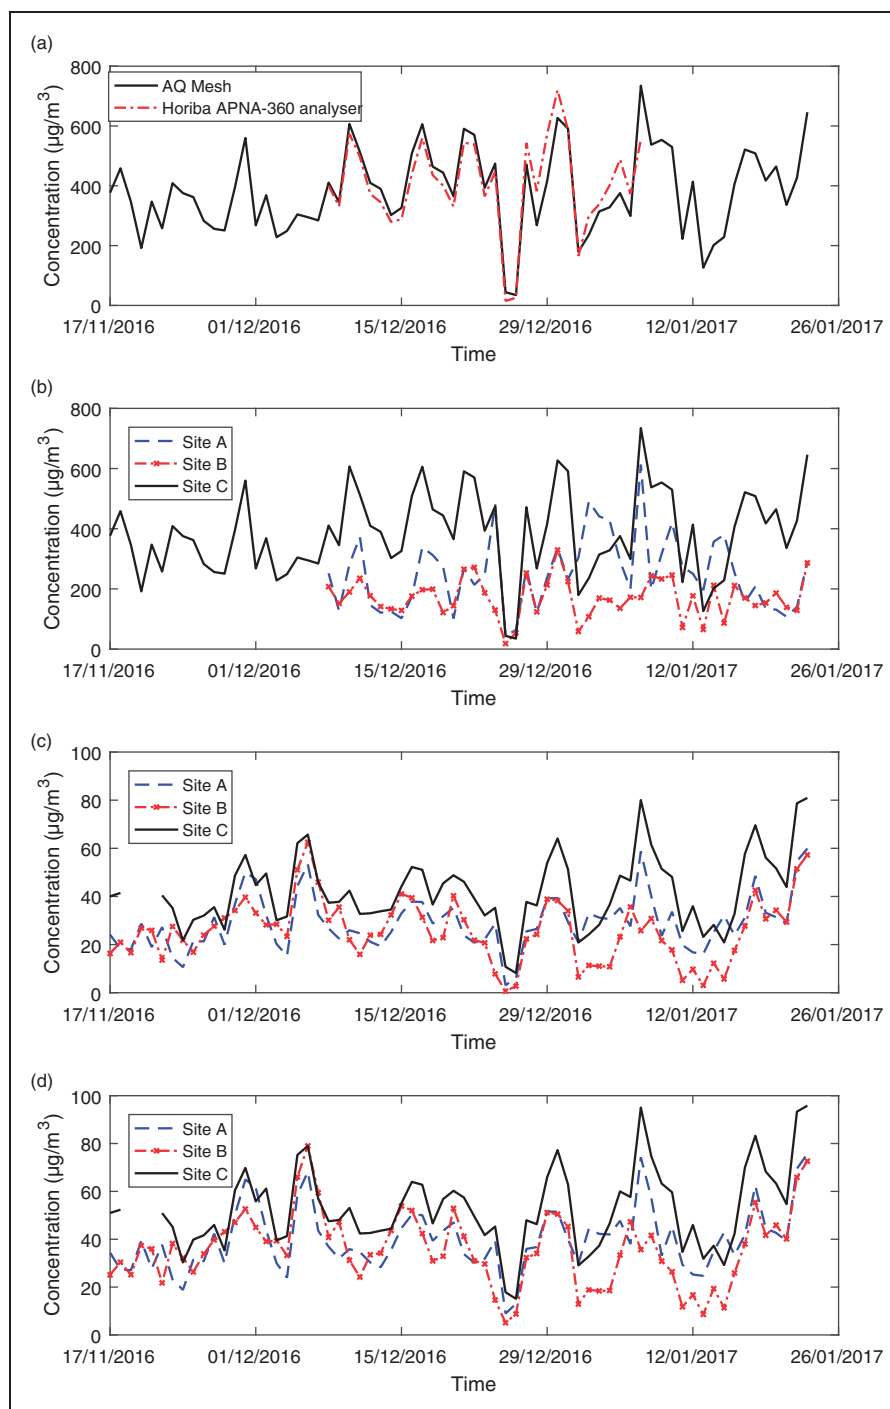 (a)
800
600
400
200
0
Concentration (µg/m³)
AQ Mesh
Horiba APNA-360 analyser
17/11/2016 01/12/2016 15/12/2016 29/12/2016 12/01/2017 26/01/2017
Time
(b)
800
600
400
200
0
Concentration (µg/m³)
Site A
Site B
Site C
17/11/2016 01/12/2016 15/12/2016 29/12/2016 12/01/2017 26/01/2017
Time
(c)
100
80
60
40
20
0
Concentration (µg/m³)
Site A
Site B
Site C
17/11/2016 01/12/2016 15/12/2016 29/12/2016 12/01/2017 26/01/2017
Time
(d)
100
80
60
40
20
0
Concentration (µg/m³)
Site A
Site B
Site C
17/11/2016 01/12/2016 15/12/2016 29/12/2016 12/01/2017 26/01/2017
Time